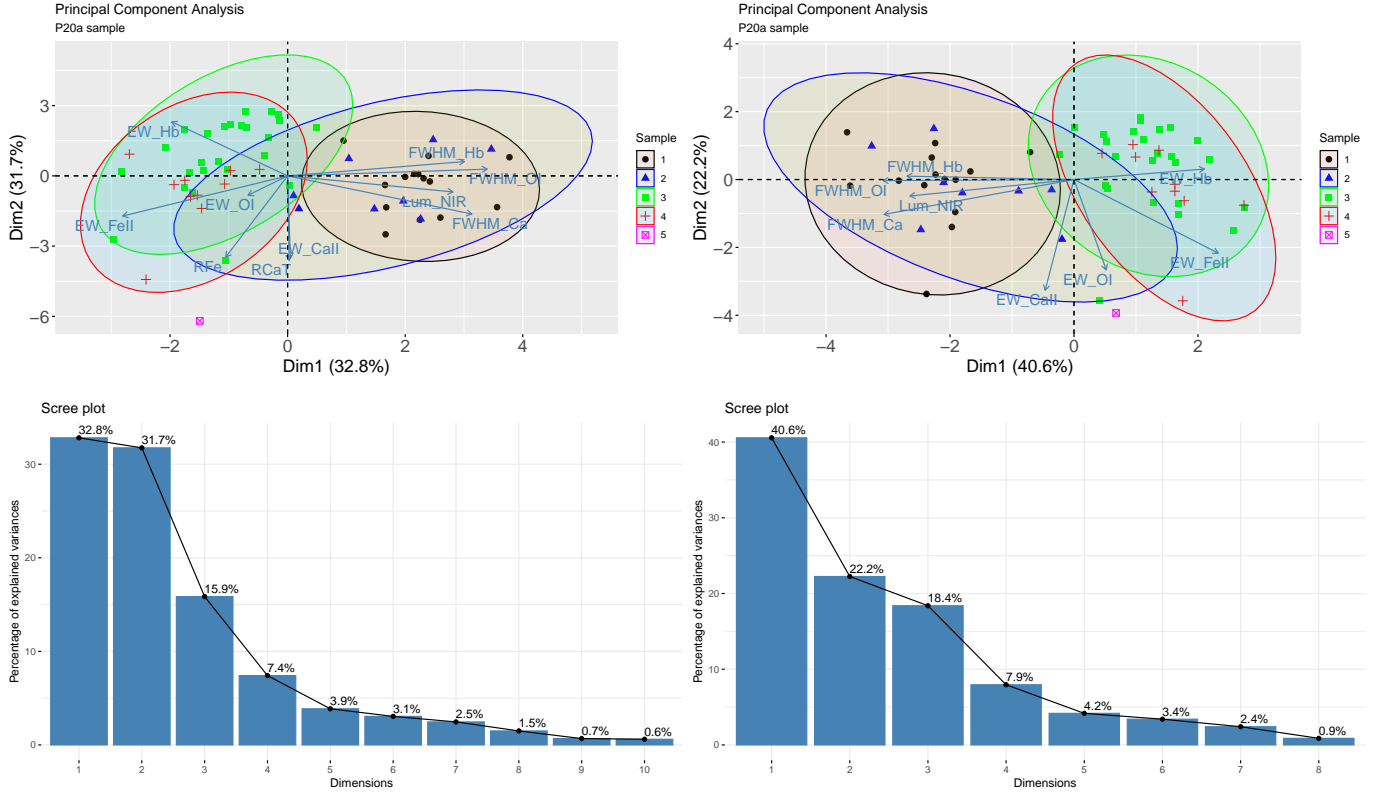 Principal Component Analysis
P20a sample
3
0
−3
−6
−2
0
2
4
Dim1 (32.8%)
Dim2 (31.7%)
EW_Hb
FWHM_Hb
FWHM_OI
EW_OI
Lum_NIR
EW_FeII
FWHM_Ca
EW_CaII
RFe
RCaT
Sample
1
2
3
4
5
Principal Component Analysis
P20a sample
4
2
0
−2
−4
−4
−2
0
2
Dim1 (40.6%)
Dim2 (22.2%)
FWHM_Hb
EW_Hb
FWHM_OI
Lum_NIR
FWHM_Ca
EW_FeII
EW_OI
EW_CaII
Sample
1
2
3
4
5
Scree plot
Percentage of explained variances
30
20
10
0
32.8%
31.7%
15.9%
7.4%
3.9%
3.1%
2.5%
1.5%
0.7%
0.6%
1
2
3
4
5
6
7
8
9
10
Dimensions
Scree plot
Percentage of explained variances
40
30
20
10
0
40.6%
22.2%
18.4%
7.9%
4.2%
3.4%
2.4%
0.9%
1
2
3
4
5
6
7
8
Dimensions